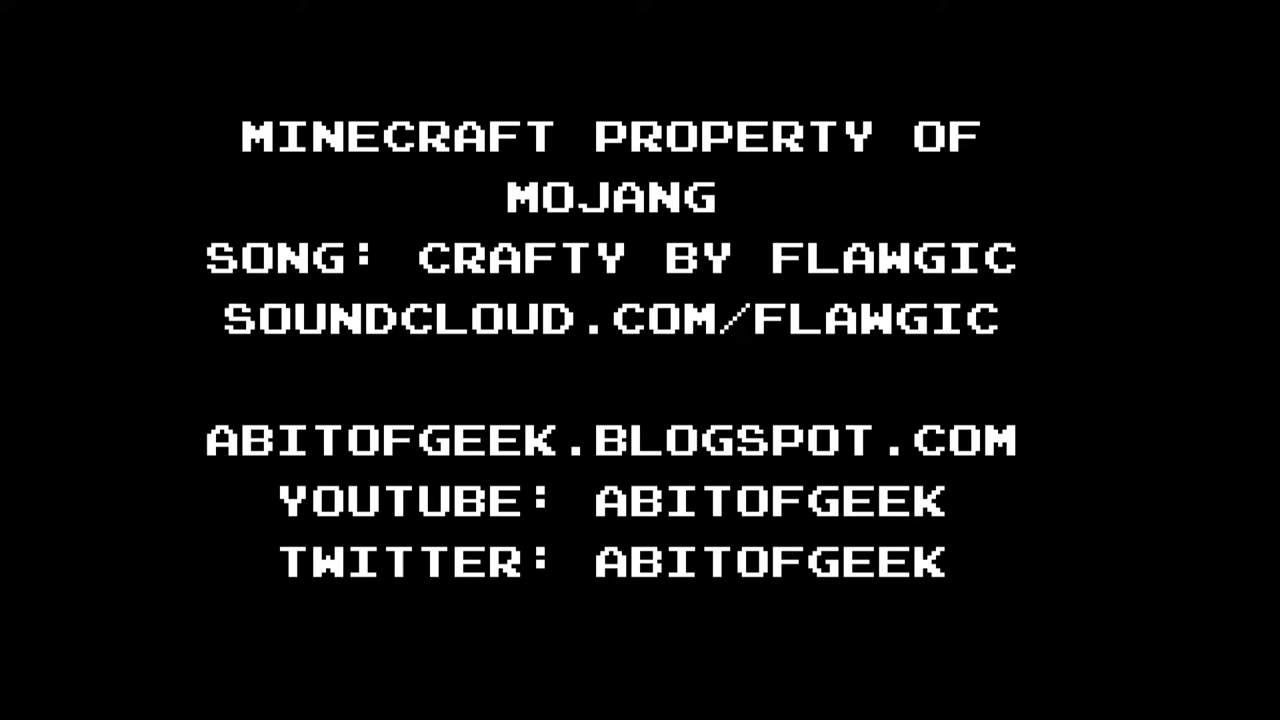 MINECRAFT PROPERTY OF
MOJANG
SONG: CRAFTY BY FLAWGIC
SOUNDCLOUD.COM/FLAWGIC
ABITOFGEEK.BLOGSPOT.COM
YOUTUBE: ABITOFGEEK
TWITTER: ABITOFGEEK